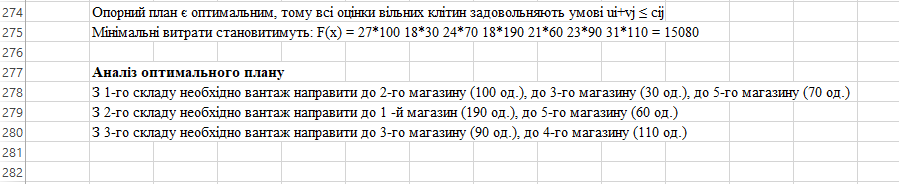 274 Опорний план є оптимальним, тому всі оцінки вільних клітин задовольняють умові ui+vj ≤ cij
275 Мінімальні витрати становитимуть: F(x) = 27*100 18*30 24*70 18*190 21*60 23*90 31*110 = 15080
276
277 Аналіз оптимального плану
278 З 1-го складу необхідно вантаж направити до 2-го магазину (100 од.), до 3-го магазину (30 од.), до 5-го магазину (70 од.)
279 З 2-го складу необхідно вантаж направити до 1 -й магазин (190 од.), до 5-го магазину (60 од.)
280 З 3-го складу необхідно вантаж направити до 3-го магазину (90 од.), до 4-го магазину (110 од.)
281
282